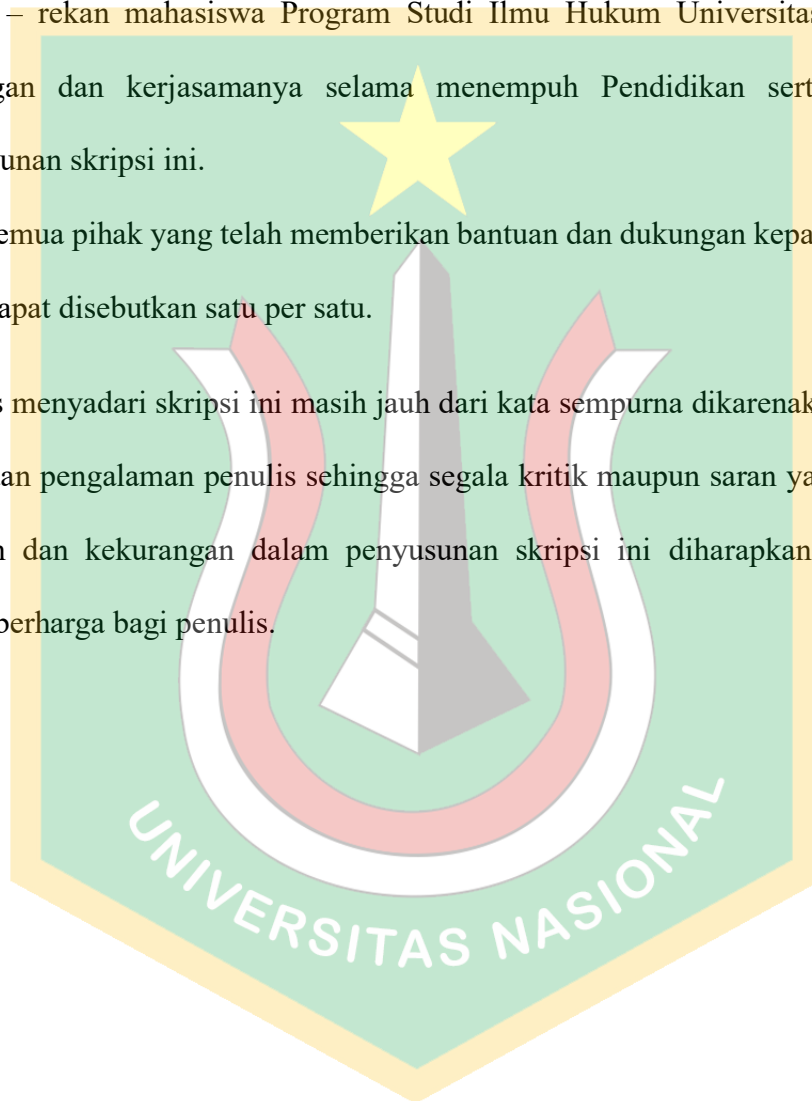 – rekan mahasiswa Program Studi Ilmu Hukum Universitas
gan dan kerjasamanya selama menempuh Pendidikan sert
unan skripsi ini.
emua pihak yang telah memberikan bantuan dan dukungan kepa
apat disebutkan satu per satu.
s menyadari skripsi ini masih jauh dari kata sempurna dikarenak
an pengalaman penulis sehingga segala kritik maupun saran ya
n dan kekurangan dalam penyusunan skripsi ini diharapkan
berharga bagi penulis.
UNIVERSITAS NASIONAL